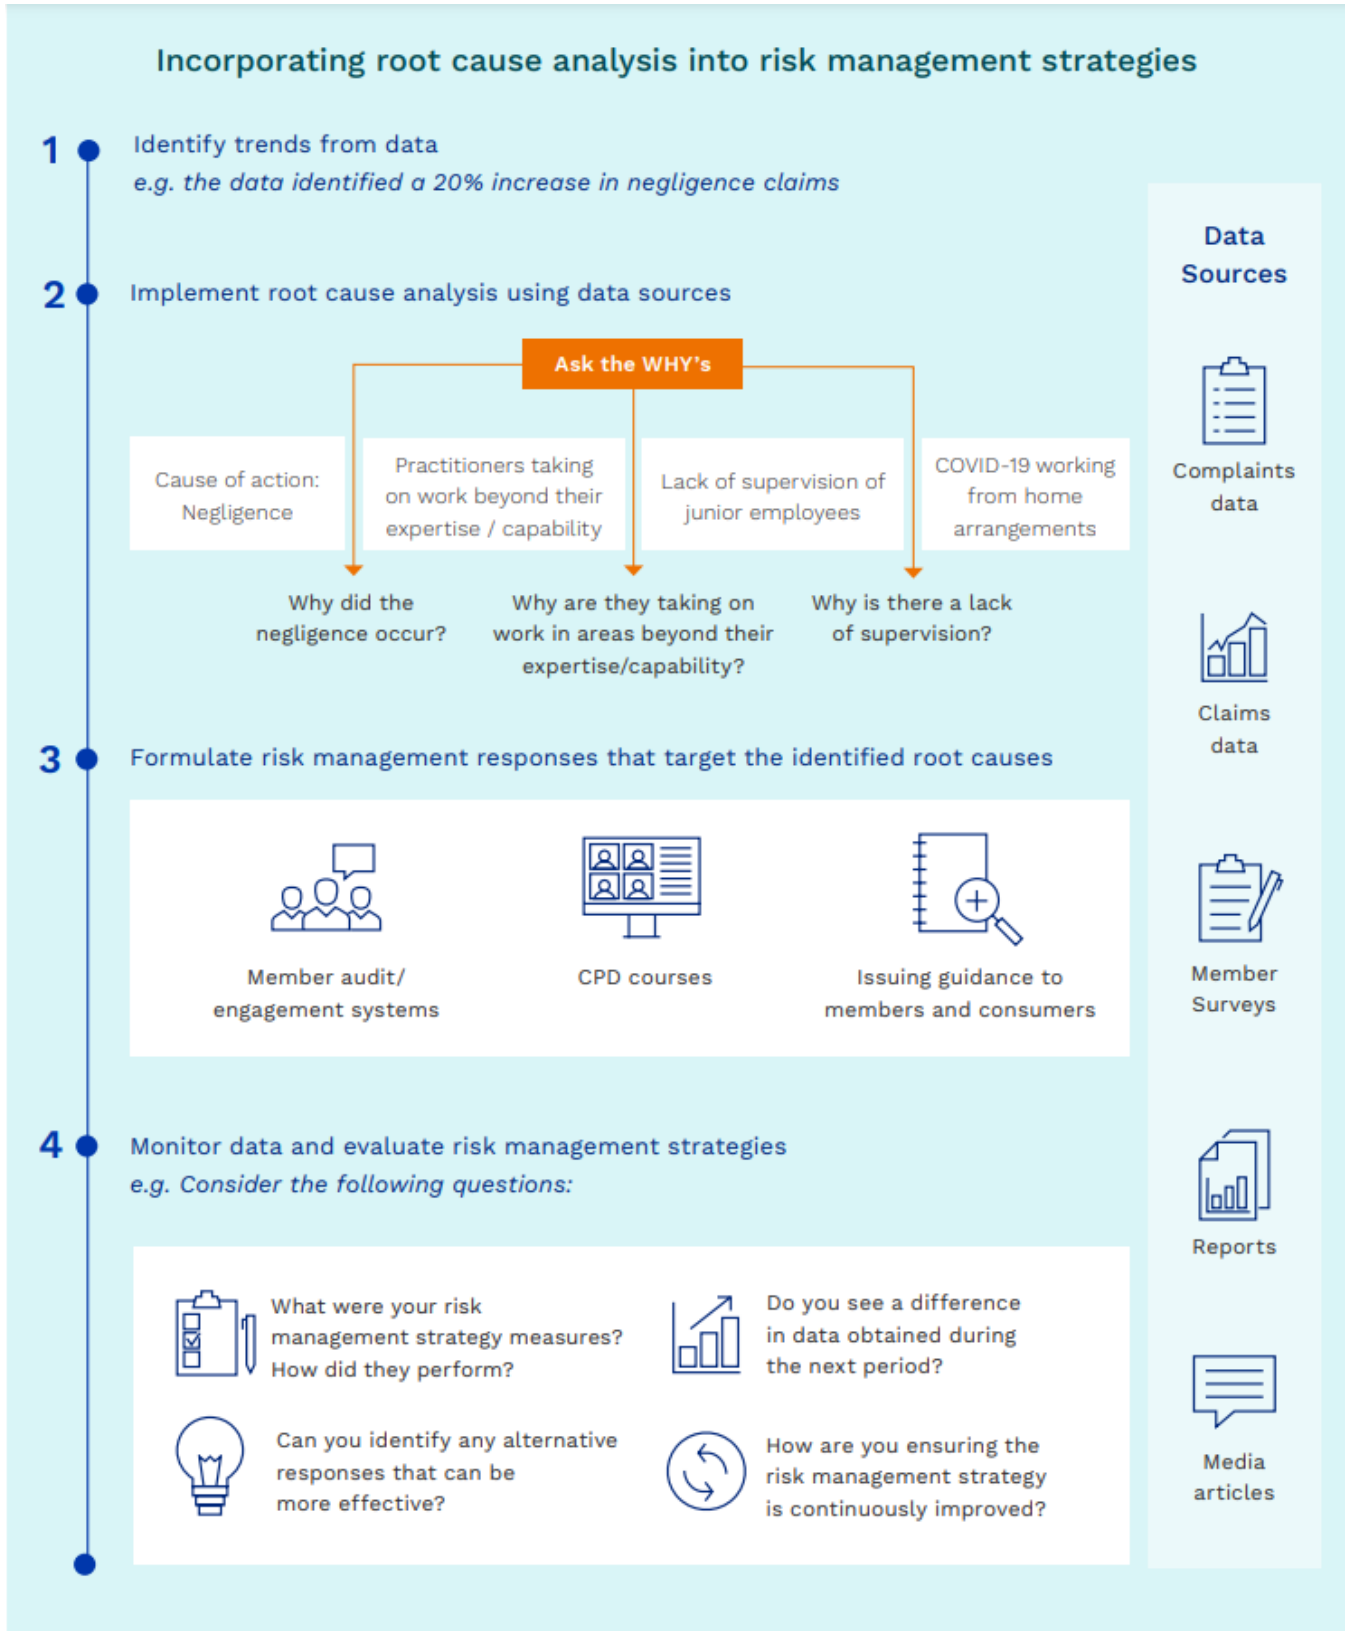 Incorporating root cause analysis into risk management strategies
1
Identify trends from data
e.g. the data identified a 20% increase in negligence claims
2
Implement root cause analysis using data sources
Ask the WHY's
Cause of action:
Negligence
Practitioners taking
on work beyond their
expertise / capability
Lack of supervision of
junior employees
COVID-19 working
from home
arrangements
Why did the
negligence occur?
Why are they taking on
work in areas beyond their
expertise/capability?
Why is there a lack
of supervision?
3
Formulate risk management responses that target the identified root causes
Member audit/
engagement systems
CPD courses
Issuing guidance to
members and consumers
4
Monitor data and evaluate risk management strategies
e.g. Consider the following questions:
What were your risk
management strategy measures?
How did they perform?
Do you see a difference
in data obtained during
the next period?
Can you identify any alternative
responses that can be
more effective?
How are you ensuring the
risk management strategy
is continuously improved?
Data
Sources
Complaints
data
Claims
data
Member
Surveys
Reports
Media
articles